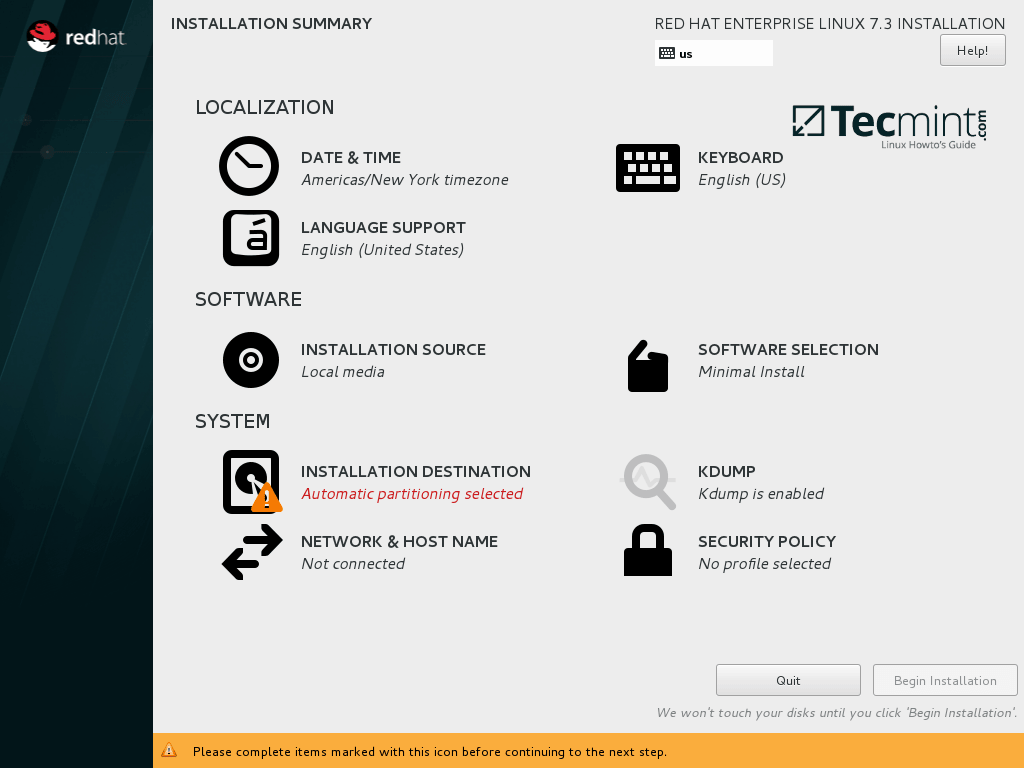 redhat.
INSTALLATION SUMMARY
RED HAT ENTERPRISE LINUX 7.3 INSTALLATION
us
Help!
LOCALIZATION
Tecmint.com
Linux Howto's Guide
DATE & TIME
Americas/New York timezone
KEYBOARD
English (US)
LANGUAGE SUPPORT
English (United States)
á
SOFTWARE
INSTALLATION SOURCE
Local media
SOFTWARE SELECTION
Minimal Install
SYSTEM
INSTALLATION DESTINATION
Automatic partitioning selected
KDUMP
Kdump is enabled
NETWORK & HOST NAME
Not connected
SECURITY POLICY
No profile selected
Quit
Begin Installation
We won't touch your disks until you click 'Begin Installation'.
Please complete items marked with this icon before continuing to the next step.